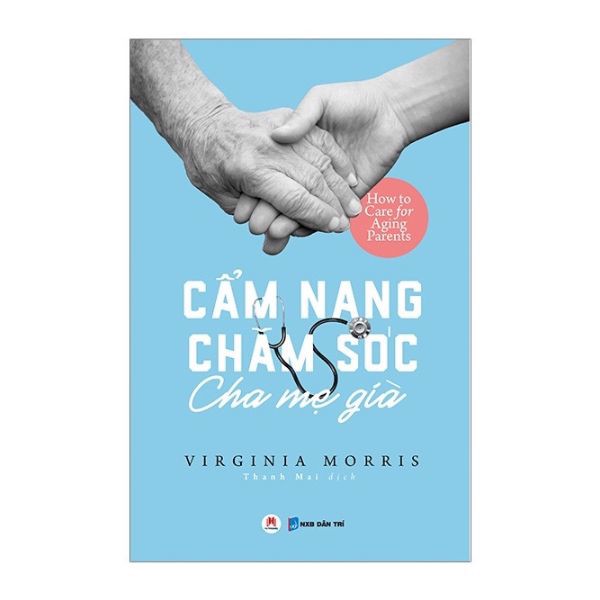 How to
Care for
Aging
Parents
CẨM NANG
CHĂM SÓC
Cha mẹ già
VIRGINIA MORRIS
Thanh Mai dịch
NXB DÂN TRÍ